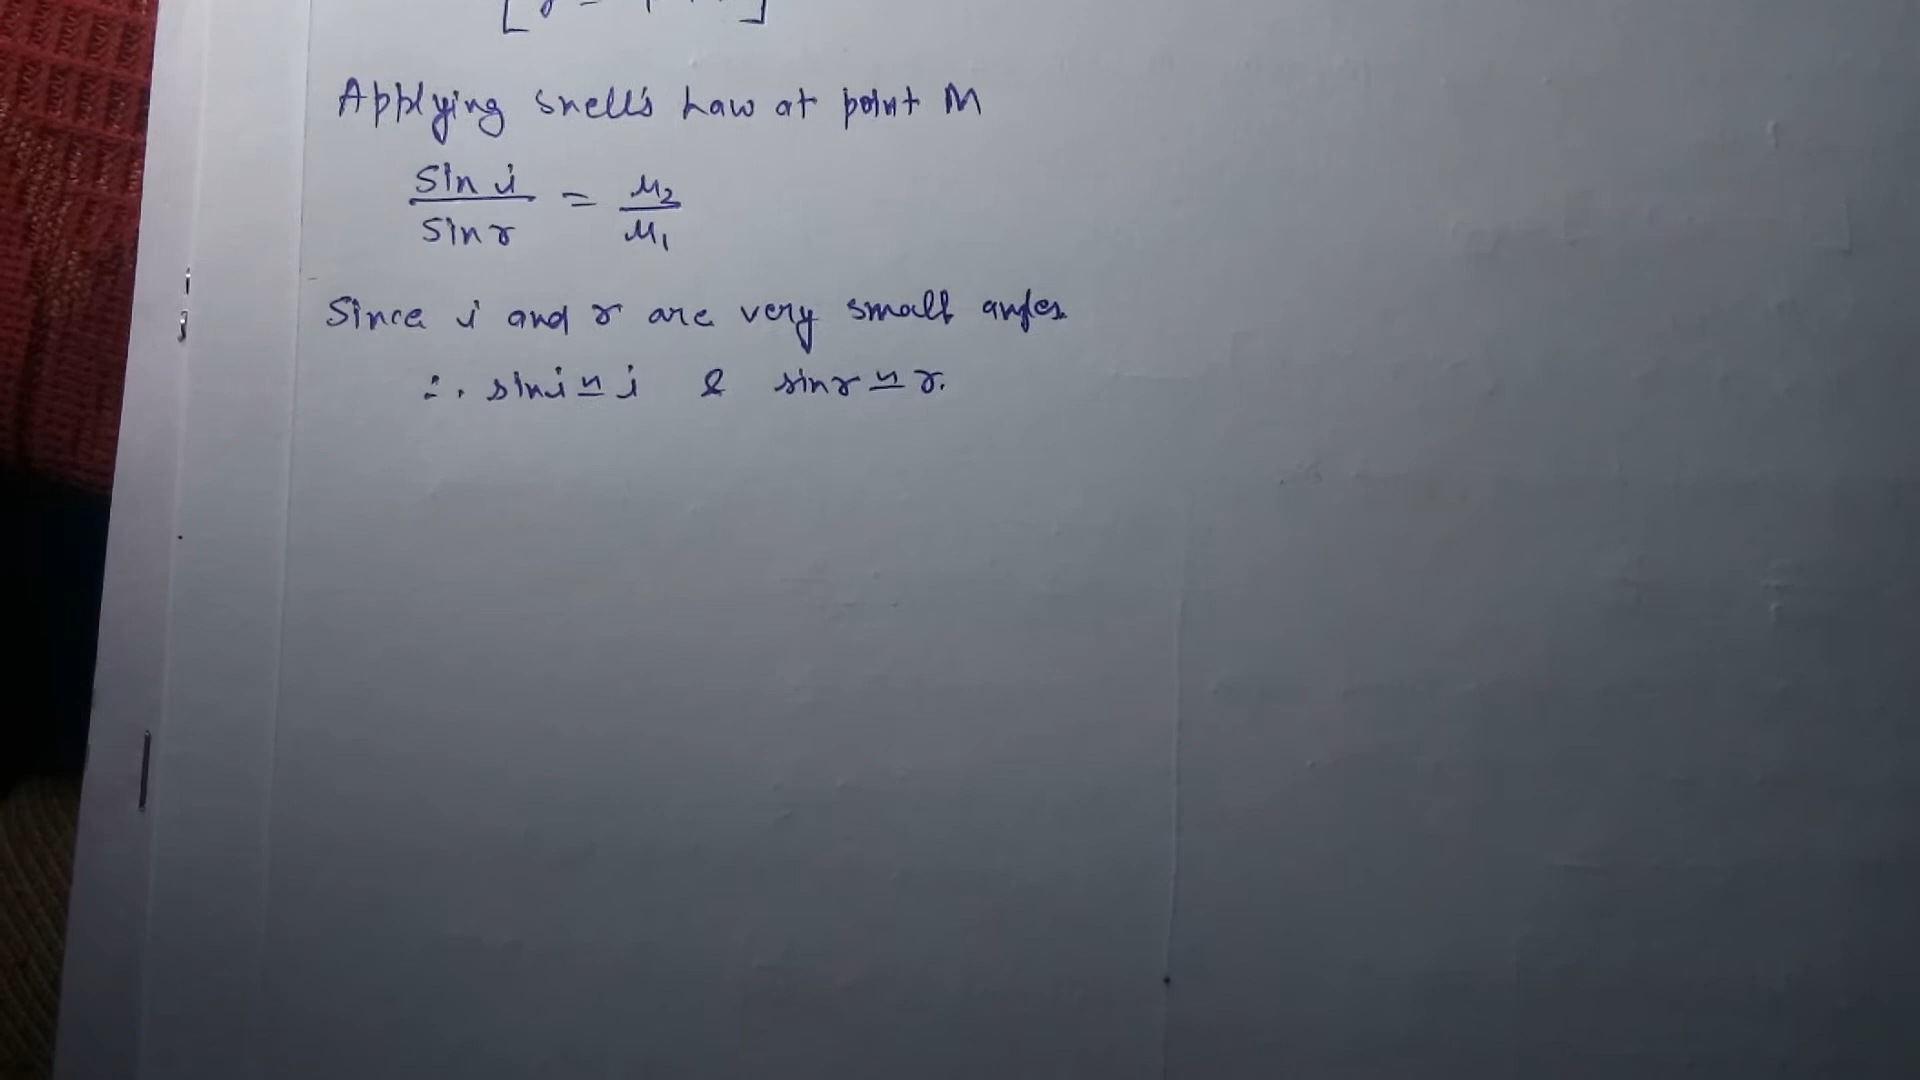 Applying snell's Law at point M
sin i / sin r = μ2 / μ1
Since i and r are very small angles
∴ sin i ≃ i & sin r ≃ r.